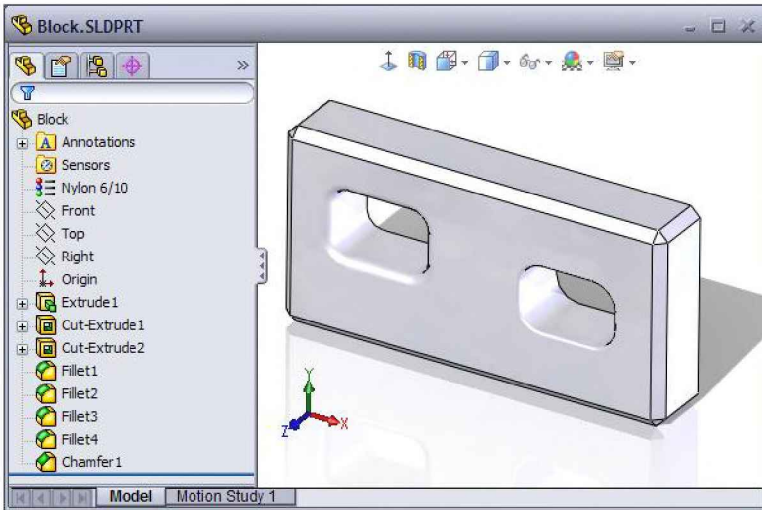 Block.SLDPRT
»
Block
A Annotations
Sensors
Nylon 6/10
Front
Top
Right
Origin
Extrude1
Cut-Extrude1
Cut-Extrude2
Fillet1
Fillet2
Fillet3
Fillet4
Chamfer1
Y
Z X
Model Motion Study 1